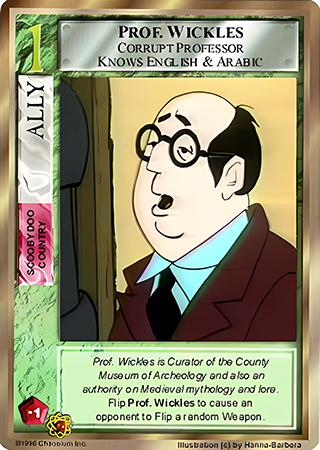 1
PROF. WICKLES
CORRUPT PROFESSOR
KNOWS ENGLISH & ARABIC
ALLY
SCOOBYDOO
COUNTRY
Prof. Wickles is Curator of the County
Museum of Archeology and also an
authority on Medieval mythology and lore.
Flip Prof. Wickles to cause an
opponent to Flip a random Weapon.
-1
©1996 Chaosium Inc.
Illustration (c) by Hanna-Barbera